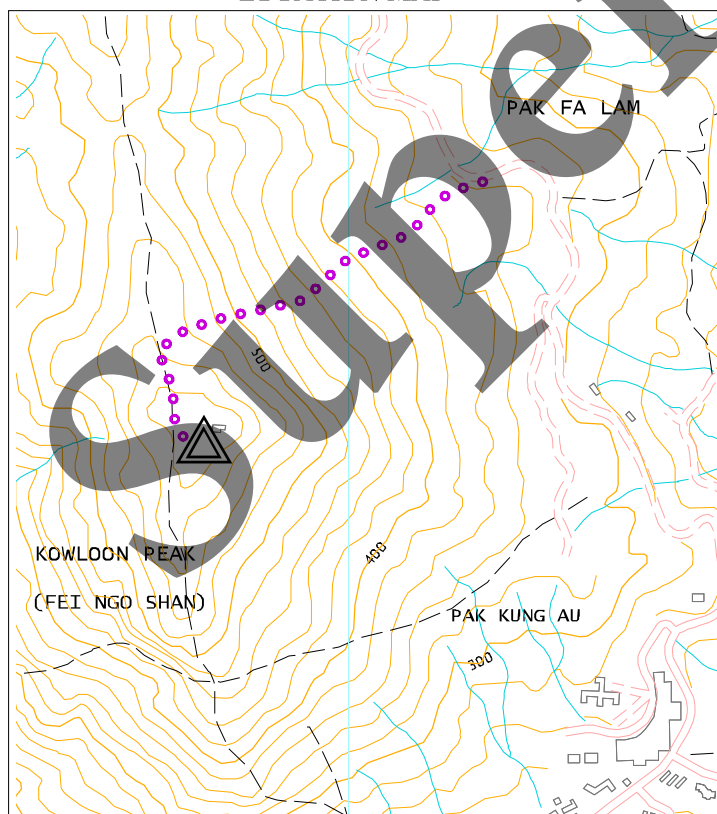 PAK FA LAM
500
KOWLOON PEAK
(FEI NGO SHAN)
400
PAK KUNG AU
300